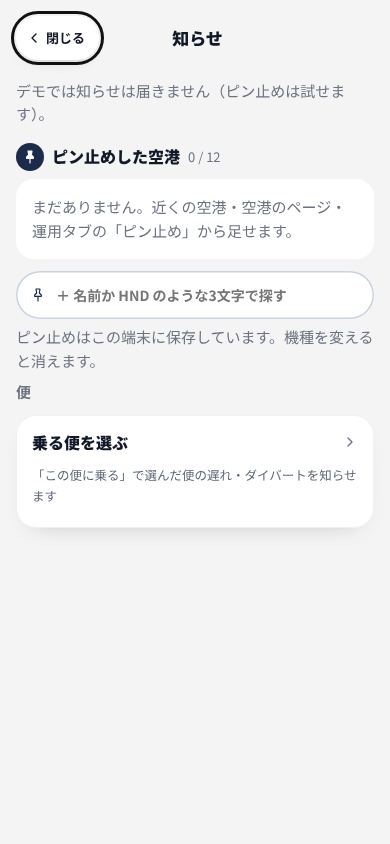 閉じる
知らせ
デモでは知らせは届きません（ピン止めは試せま
す）。
ピン止めした空港 0 / 12
まだありません。近くの空港・空港のページ・
運用タブの「ピン止め」から足せます。
＋ 名前か HND のような3文字で探す
ピン止めはこの端末に保存しています。機種を変える
と消えます。
便
乗る便を選ぶ
「この便に乗る」で選んだ便の遅れ・ダイバートを知らせ
ます